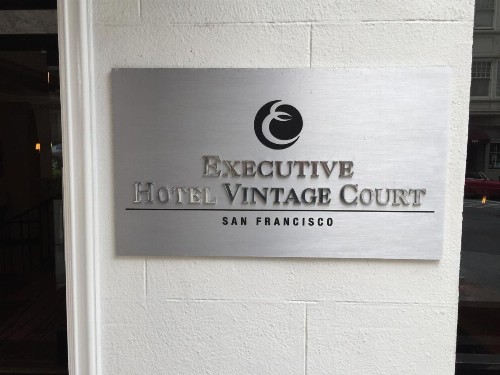 EXECUTIVE
HOTEL VINTAGE COURT
SAN FRANCISCO